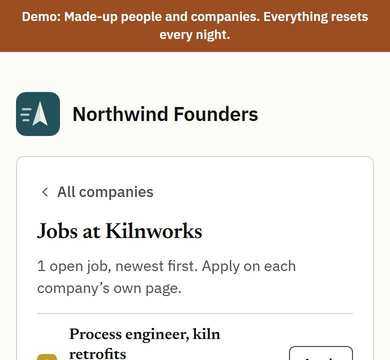 Demo: Made-up people and companies. Everything resets
every night.
Northwind Founders
All companies
Jobs at Kilnworks
1 open job, newest first. Apply on each
company’s own page.
Process engineer, kiln
retrofits